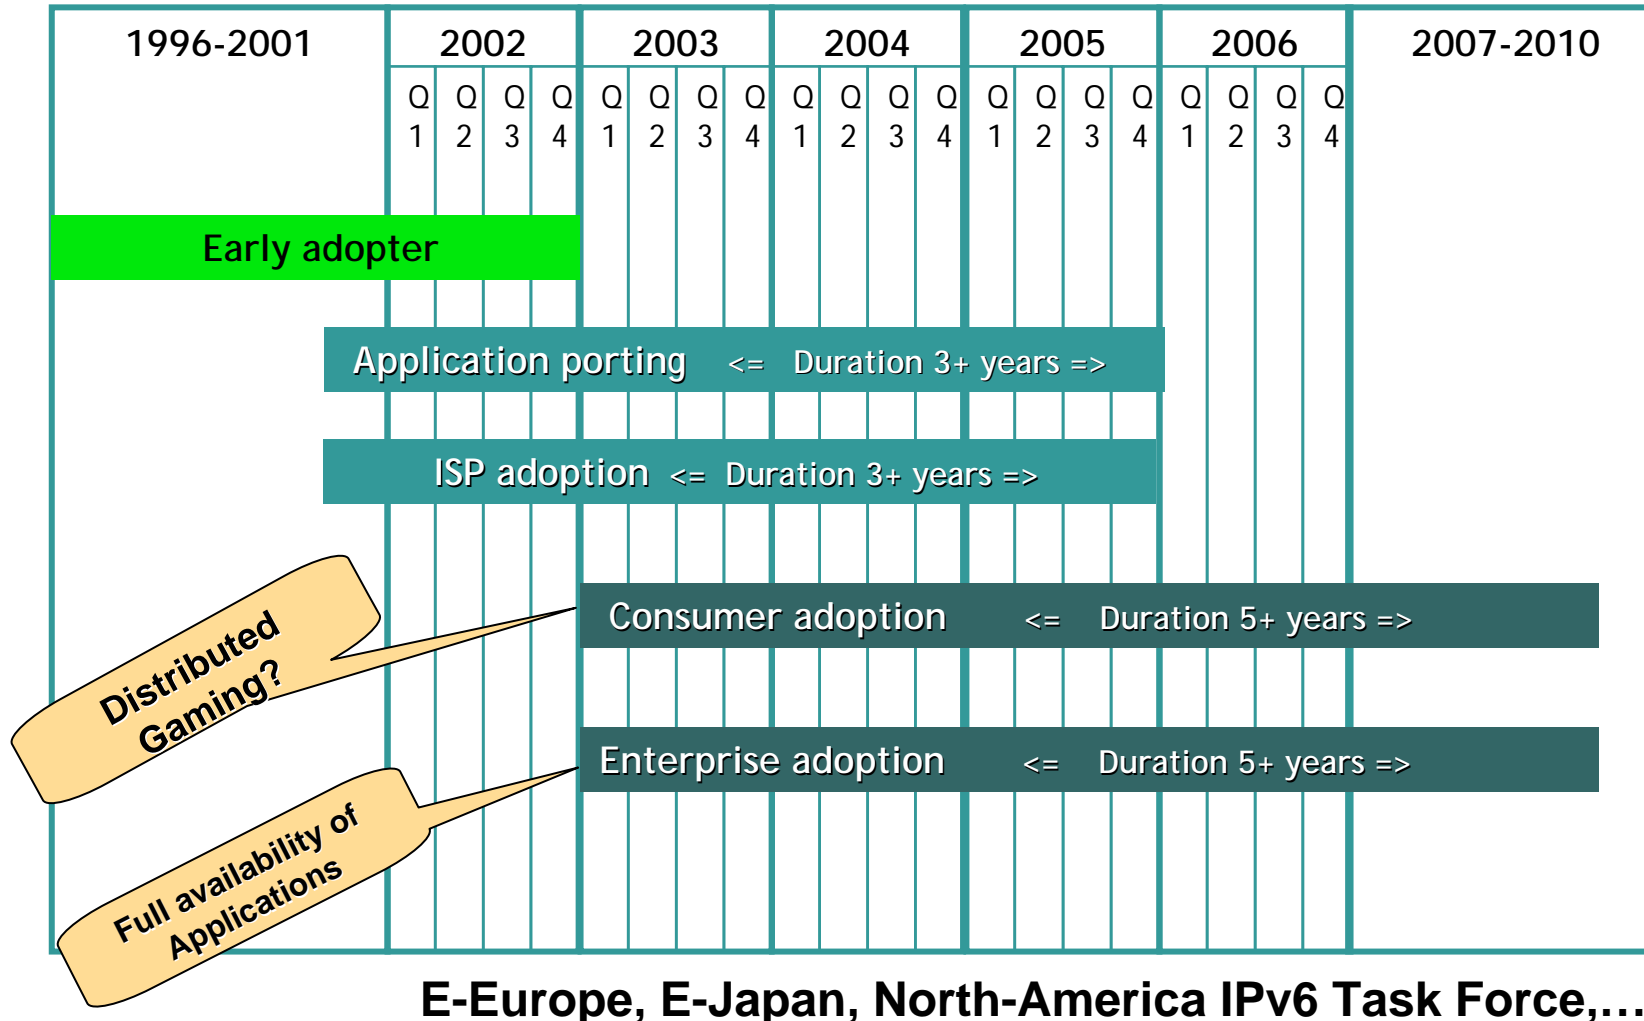 1996-2001 2002 2003 2004 2005 2006 2007-2010
Q Q Q Q Q Q Q Q Q Q Q Q Q Q Q Q Q Q Q Q
1 2 3 4 1 2 3 4 1 2 3 4 1 2 3 4 1 2 3 4
Early adopter
Application porting <= Duration 3+ years =>
ISP adoption <= Duration 3+ years =>
Consumer adoption <= Duration 5+ years =>
Distributed
Gaming?
Enterprise adoption <= Duration 5+ years =>
Full availability of
Applications
E-Europe, E-Japan, North-America IPv6 Task Force,…